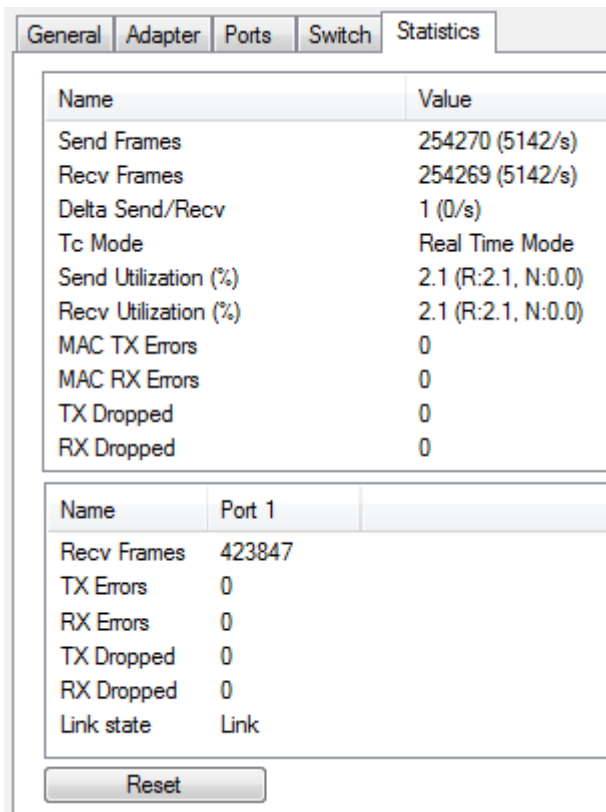 General Adapter Ports Switch Statistics
Name Value
Send Frames 254270 (5142/s)
Recv Frames 254269 (5142/s)
Delta Send/Recv 1 (0/s)
Tc Mode Real Time Mode
Send Utilization (%) 2.1 (R:2.1, N:0.0)
Recv Utilization (%) 2.1 (R:2.1, N:0.0)
MAC TX Errors 0
MAC RX Errors 0
TX Dropped 0
RX Dropped 0
Name Port 1
Recv Frames 423847
TX Errors 0
RX Errors 0
TX Dropped 0
RX Dropped 0
Link state Link
Reset